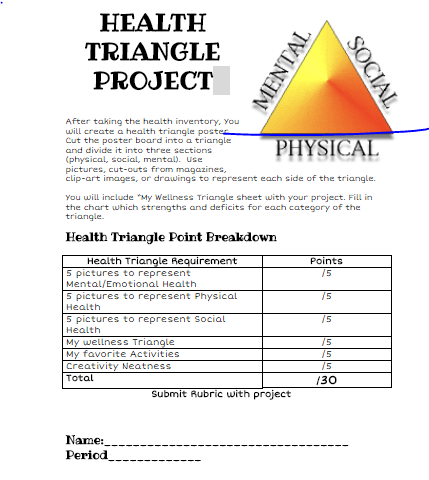 HEALTH
TRIANGLE
PROJECT
MENTAL
SOCIAL
PHYSICAL
After taking the health inventory, You
will create a health triangle poster.
Cut the poster board into a triangle
and divide it into three sections
(physical, social, mental). Use
pictures, cut-outs from magazines,
clip-art images, or drawings to represent each side of the triangle.
You will include "My Wellness Triangle sheet with your project. Fill in
the chart which strengths and deficits for each category of the
triangle.
Health Triangle Point Breakdown
Health Triangle Requirement Points
5 pictures to represent /5
Mental/Emotional Health
5 pictures to represent Physical /5
Health
5 pictures to represent Social /5
Health
My wellness Triangle /5
My favorite Activities /5
Creativity Neatness /5
Total /30
Submit Rubric with project
Name:__________________________________
Period_____________